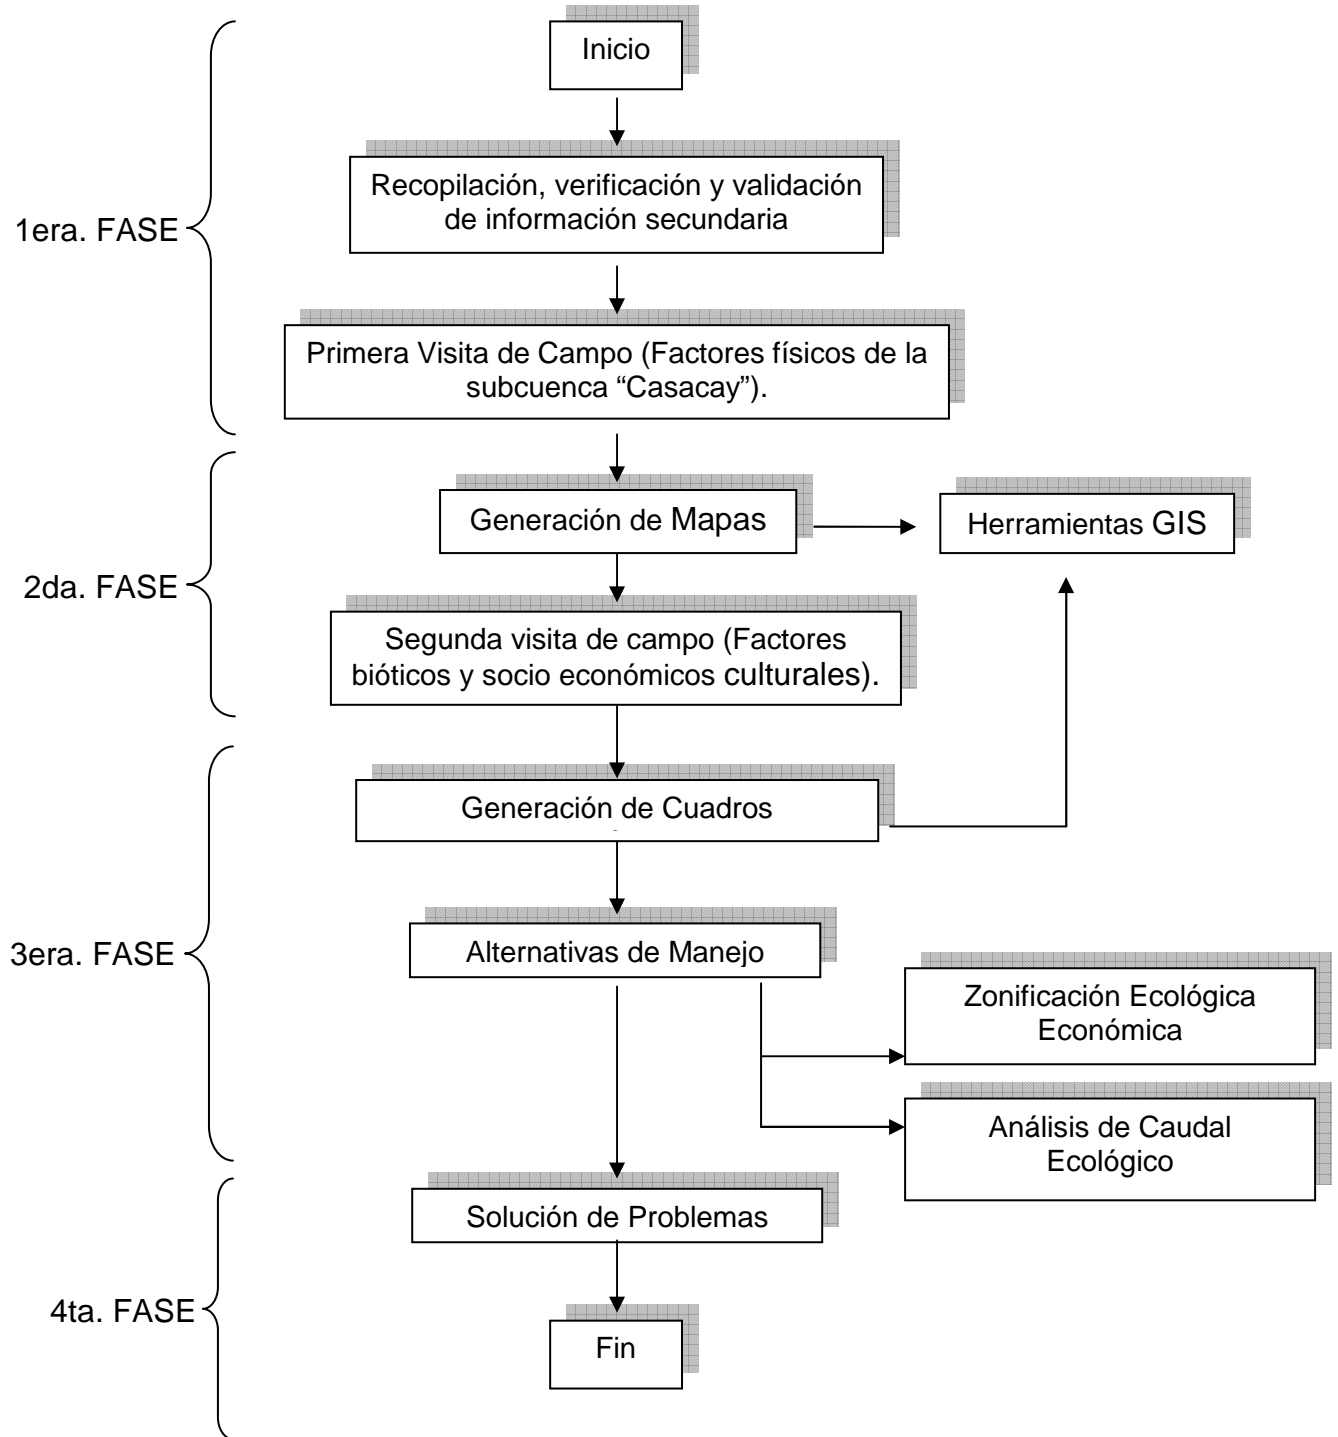 Inicio
Recopilación, verificación y validación
de información secundaria
1era. FASE
Primera Visita de Campo (Factores físicos de la
subcuenca “Casacay”).
Generación de Mapas
Herramientas GIS
2da. FASE
Segunda visita de campo (Factores
bióticos y socio económicos culturales).
Generación de Cuadros
3era. FASE
Alternativas de Manejo
Zonificación Ecológica
Económica
Análisis de Caudal
Ecológico
Solución de Problemas
4ta. FASE
Fin